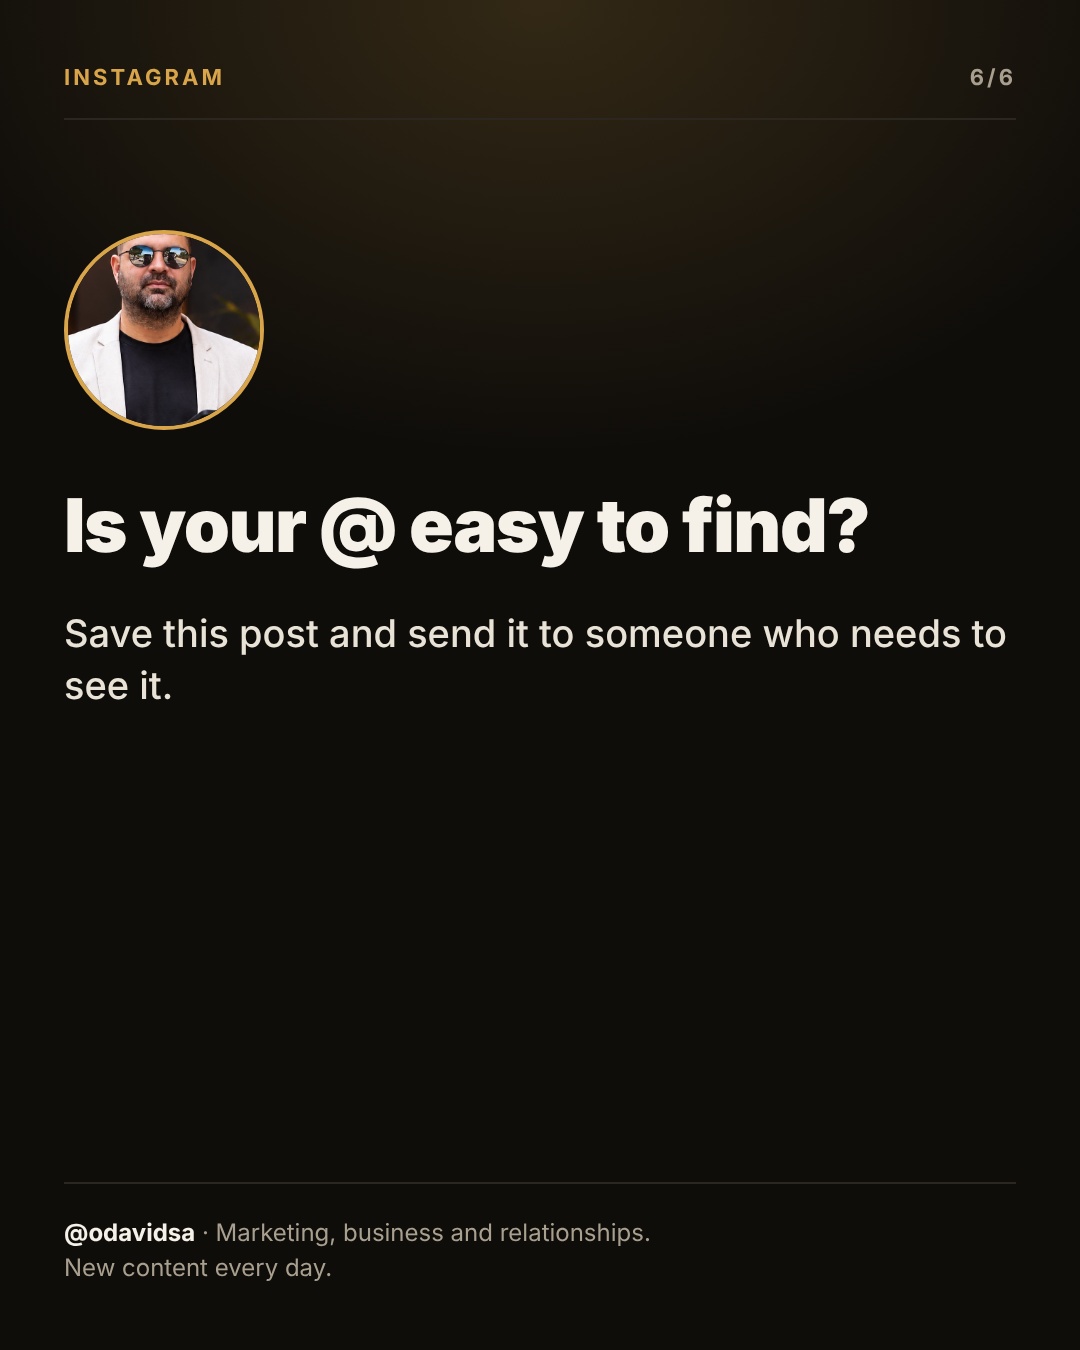 INSTAGRAM
6/6
Is your @ easy to find?
Save this post and send it to someone who needs to
see it.
@odavidsa · Marketing, business and relationships.
New content every day.